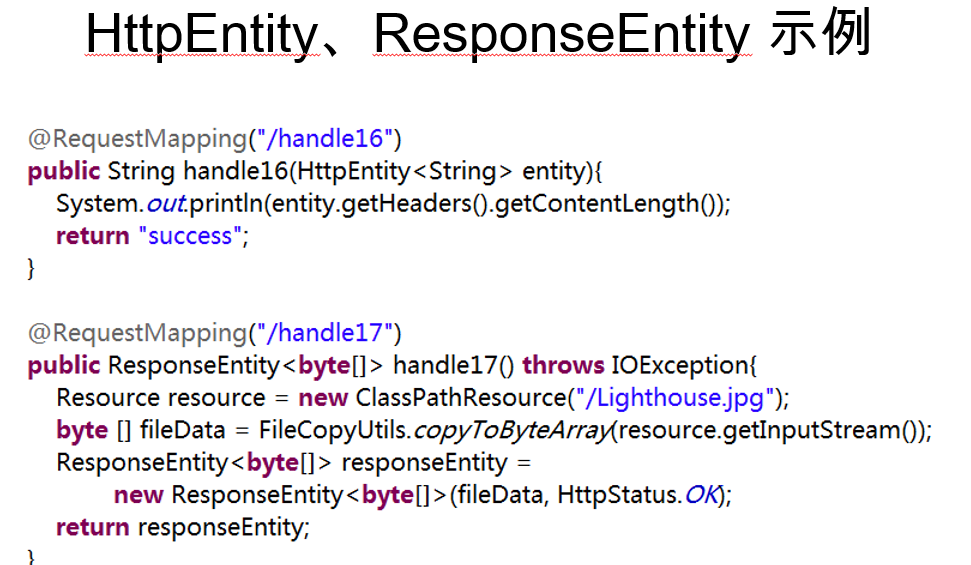 HttpEntity、ResponseEntity 示例
@RequestMapping("/handle16")
public String handle16(HttpEntity<String> entity){
System.out.println(entity.getHeaders().getContentLength());
return "success";
}
@RequestMapping("/handle17")
public ResponseEntity<byte[]> handle17() throws IOException{
Resource resource = new ClassPathResource("/Lighthouse.jpg");
byte [] fileData = FileCopyUtils.copyToByteArray(resource.getInputStream());
ResponseEntity<byte[]> responseEntity =
new ResponseEntity<byte[]>(fileData, HttpStatus.OK);
return responseEntity;
}